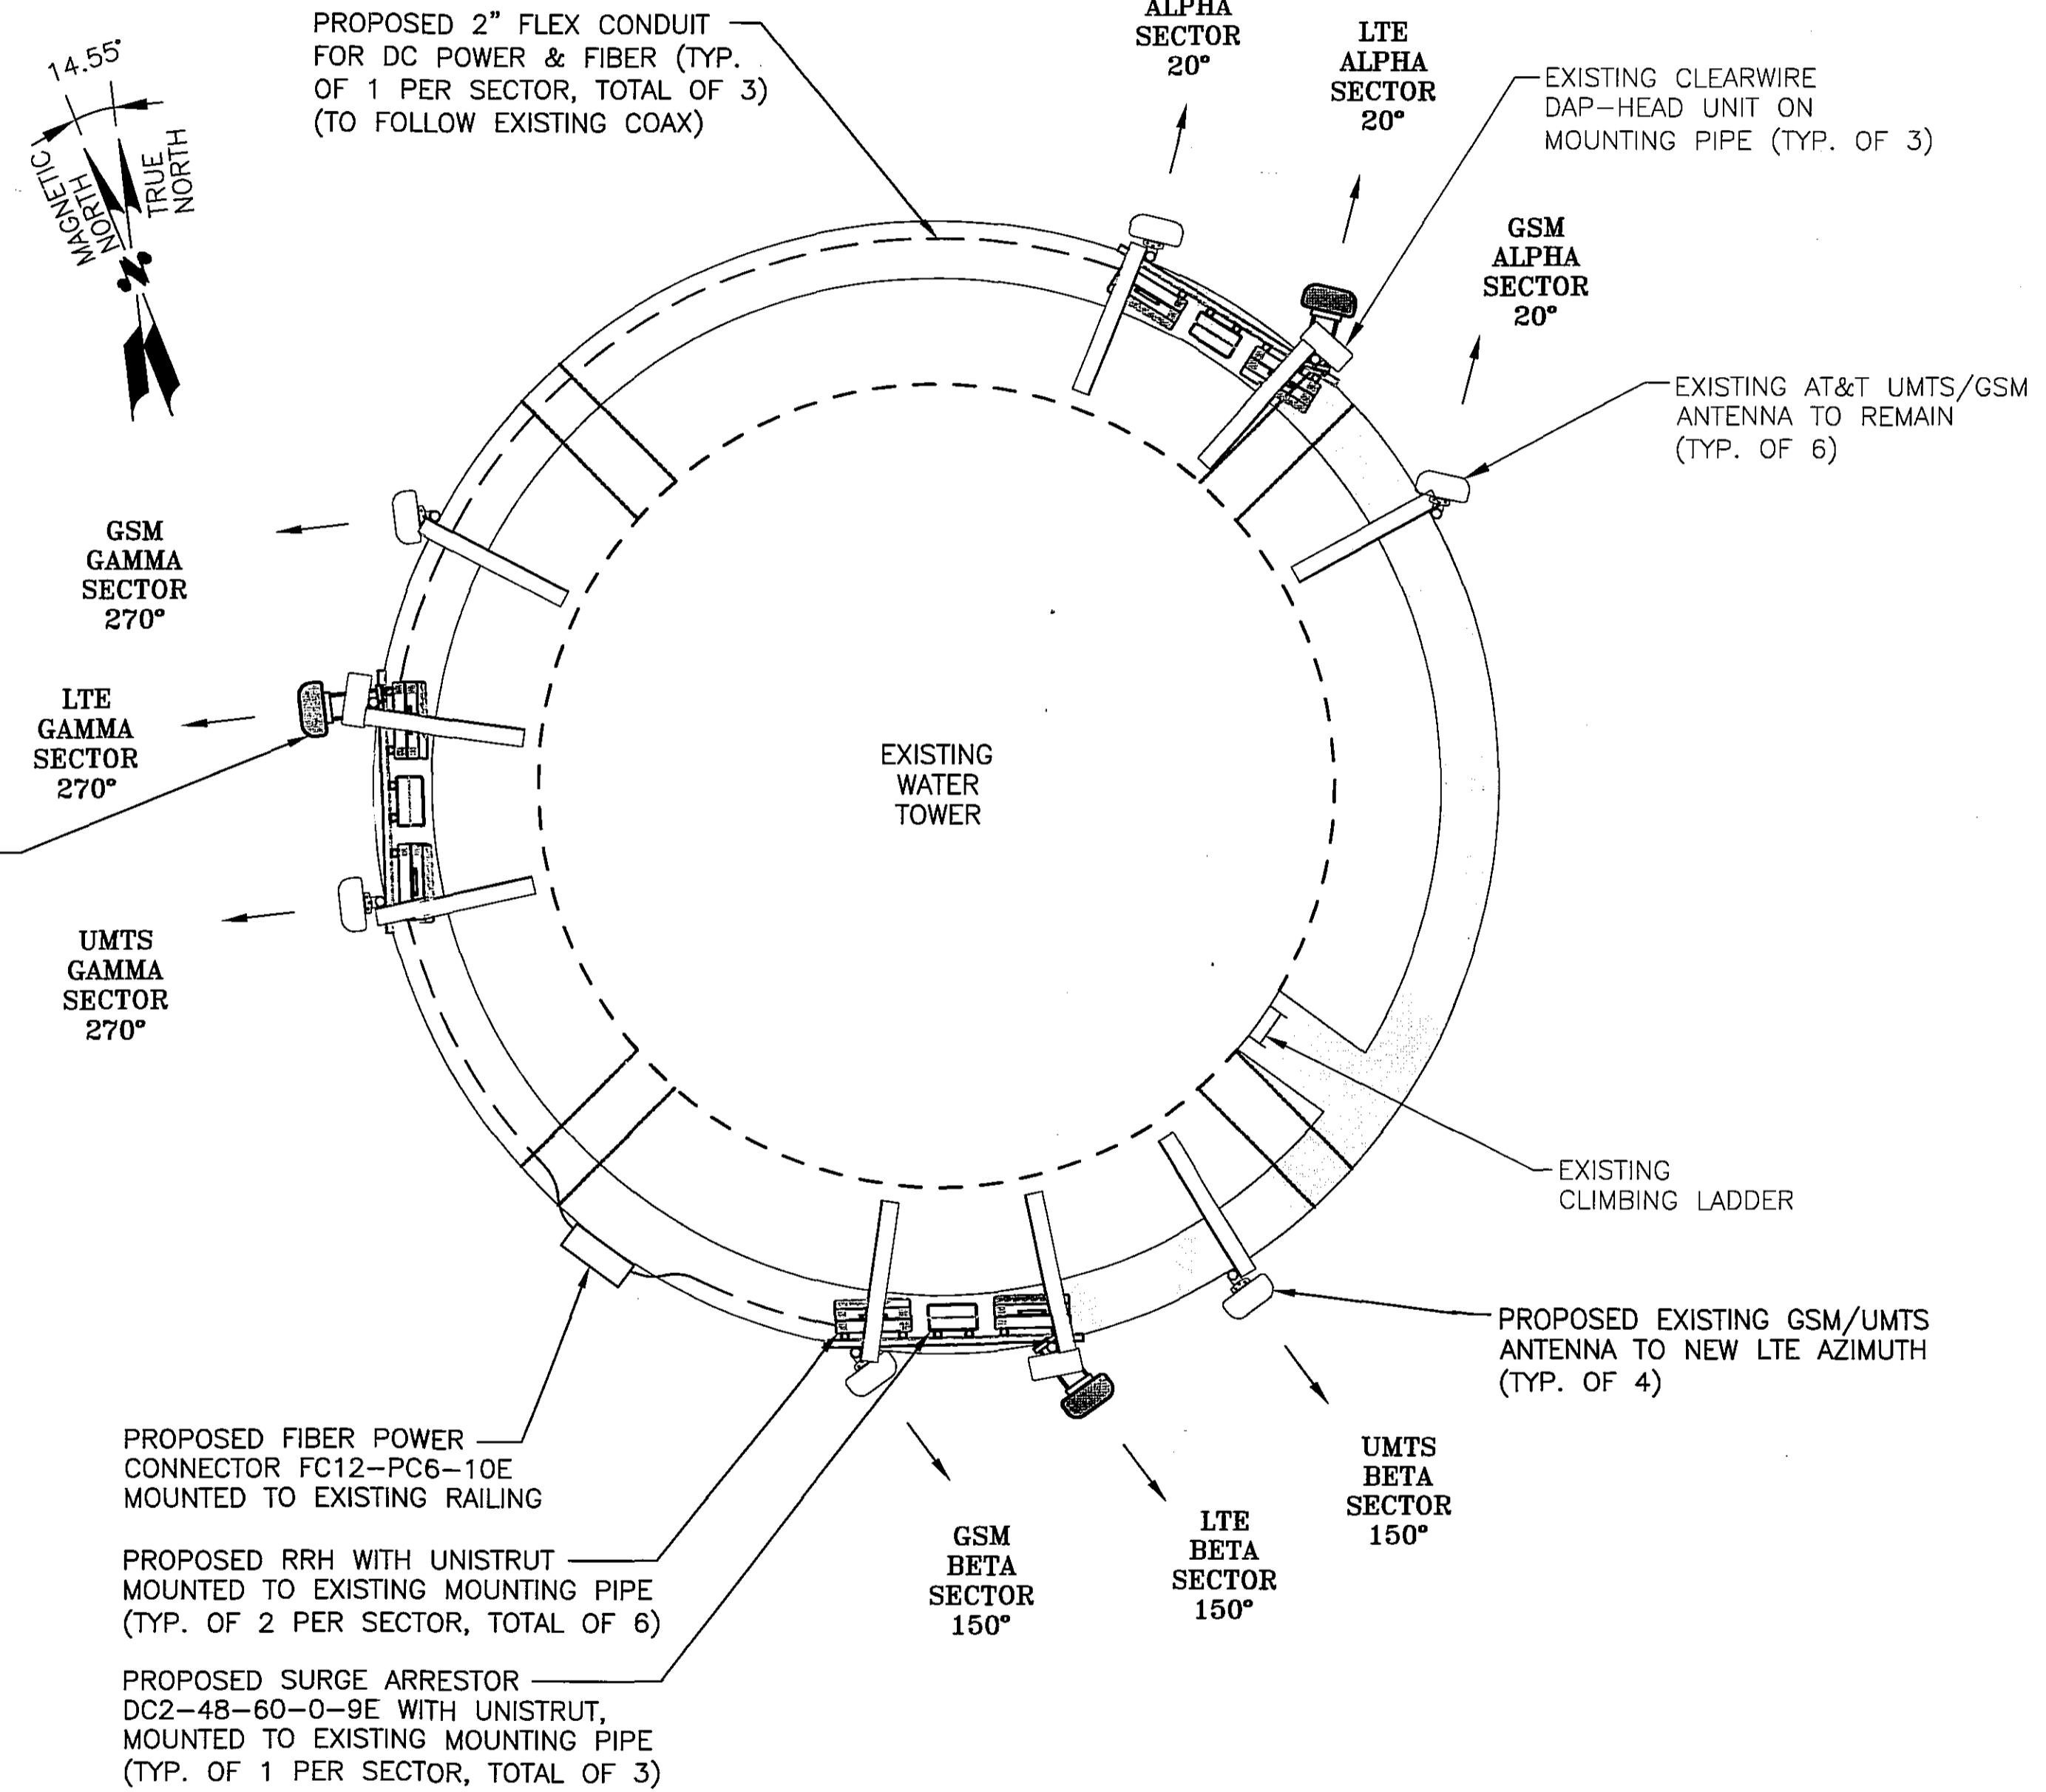 PROPOSED 2" FLEX CONDUIT
FOR DC POWER & FIBER (TYP.
OF 1 PER SECTOR, TOTAL OF 3)
(TO FOLLOW EXISTING COAX)
14.55°
MAGNETIC
NORTH
TRUE
NORTH
N
ALPHA
SECTOR
20°
LTE
ALPHA
SECTOR
20°
EXISTING CLEARWIRE
DAP-HEAD UNIT ON
MOUNTING PIPE (TYP. OF 3)
GSM
ALPHA
SECTOR
20°
EXISTING AT&T UMTS/GSM
ANTENNA TO REMAIN
(TYP. OF 6)
GSM
GAMMA
SECTOR
270°
LTE
GAMMA
SECTOR
270°
EXISTING
WATER
TOWER
UMTS
GAMMA
SECTOR
270°
EXISTING
CLIMBING LADDER
PROPOSED EXISTING GSM/UMTS
ANTENNA TO NEW LTE AZIMUTH
(TYP. OF 4)
PROPOSED FIBER POWER
CONNECTOR FC12-PC6-10E
MOUNTED TO EXISTING RAILING
UMTS
BETA
SECTOR
150°
LTE
BETA
SECTOR
150°
GSM
BETA
SECTOR
150°
PROPOSED RRH WITH UNISTRUT
MOUNTED TO EXISTING MOUNTING PIPE
(TYP. OF 2 PER SECTOR, TOTAL OF 6)
PROPOSED SURGE ARRESTOR
DC2-48-60-0-9E WITH UNISTRUT,
MOUNTED TO EXISTING MOUNTING PIPE
(TYP. OF 1 PER SECTOR, TOTAL OF 3)